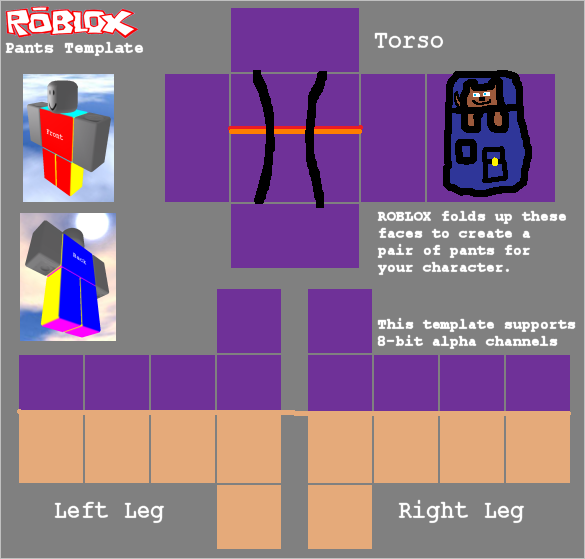 ROBLOX
Pants Template
Torso
Front
Back
ROBLOX folds up these
faces to create a
pair of pants for
your character.
This template supports
8-bit alpha channels
Left Leg
Right Leg